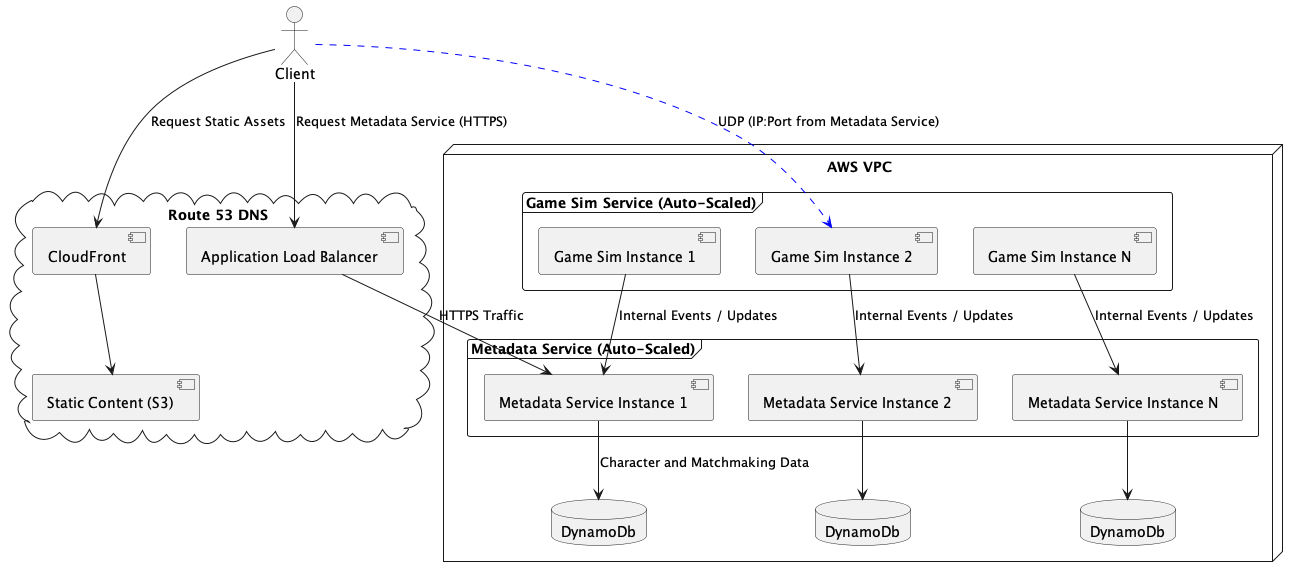 Client
Request Static Assets
Request Metadata Service (HTTPS)
UDP (IP:Port from Metadata Service)
AWS VPC
Route 53 DNS
Game Sim Service (Auto-Scaled)
CloudFront
Application Load Balancer
Game Sim Instance 1
Game Sim Instance 2
Game Sim Instance N
HTTPS Traffic
Internal Events / Updates
Internal Events / Updates
Internal Events / Updates
Metadata Service (Auto-Scaled)
Static Content (S3)
Metadata Service Instance 1
Metadata Service Instance 2
Metadata Service Instance N
Character and Matchmaking Data
DynamoDb
DynamoDb
DynamoDb